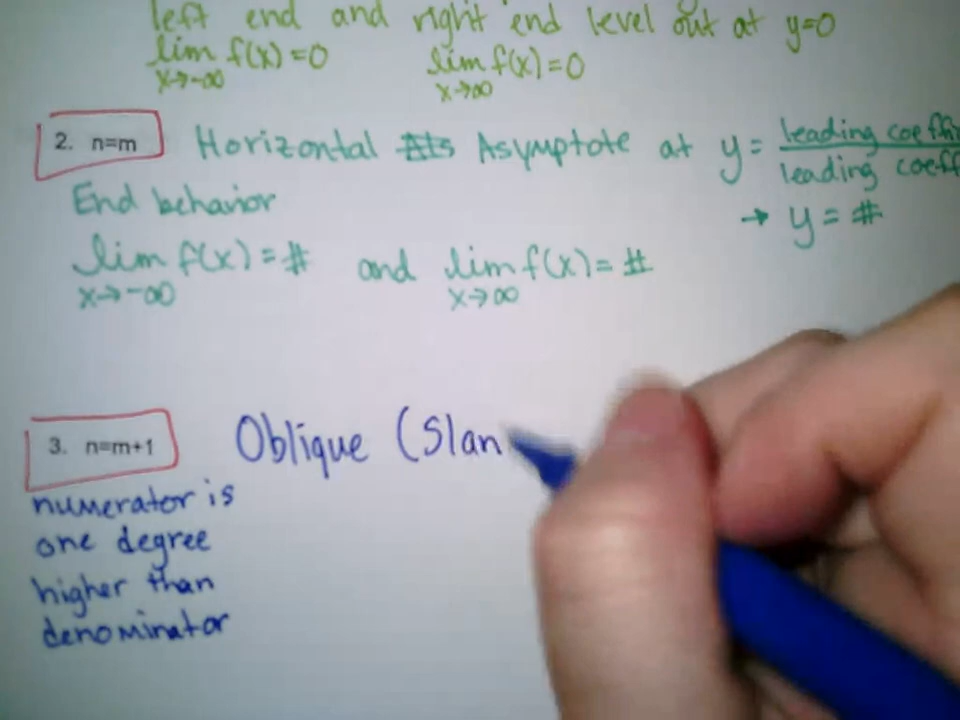 left end and right end level out at y=0
lim f(x)=0 lim f(x)=0
x→-∞ x→∞
2. n=m Horizontal Asymptote at y= leading coeffi
leading coeff
End behavior → y=#
lim f(x)=# and lim f(x)=#
x→-∞ x→∞
3. n=m+1 Oblique (Slan
numerator is
one degree
higher than
denominator